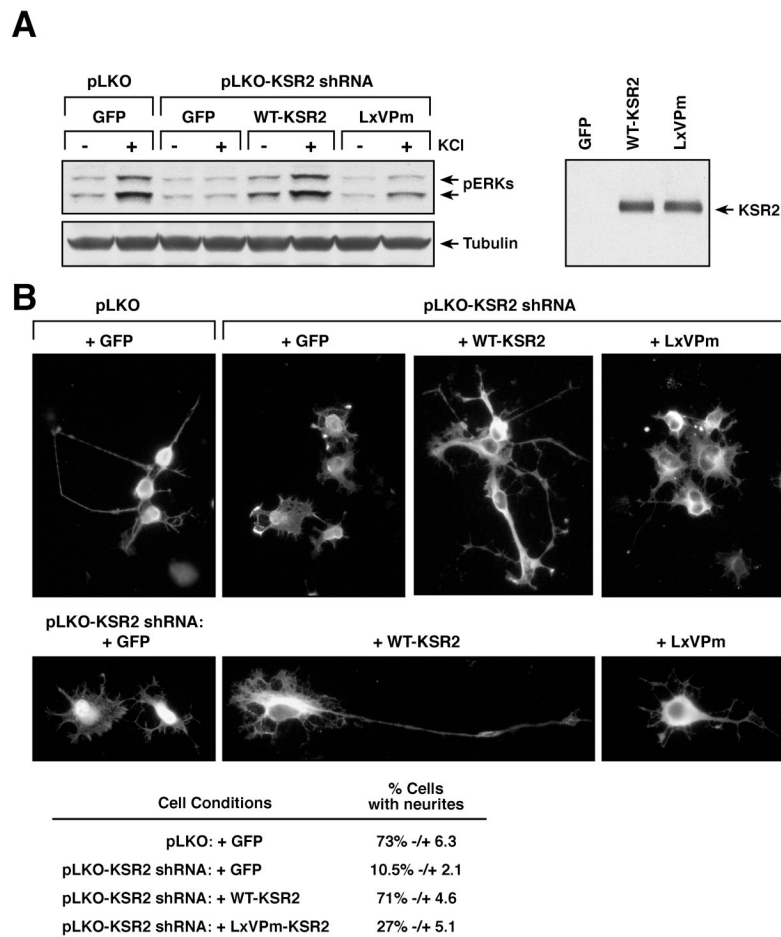 A
pLKO
pLKO-KSR2 shRNA
GFP GFP WT-KSR2 LxVPm
- + - + - + - + KCl
pERKs
Tubulin
GFP
WT-KSR2
LxVPm
KSR2
B
pLKO
pLKO-KSR2 shRNA
+ GFP + GFP + WT-KSR2 + LxVPm
pLKO-KSR2 shRNA:
+ GFP + WT-KSR2 + LxVPm
% Cells
Cell Conditions with neurites
pLKO: + GFP 73% -/+ 6.3
pLKO-KSR2 shRNA: + GFP 10.5% -/+ 2.1
pLKO-KSR2 shRNA: + WT-KSR2 71% -/+ 4.6
pLKO-KSR2 shRNA: + LxVPm-KSR2 27% -/+ 5.1